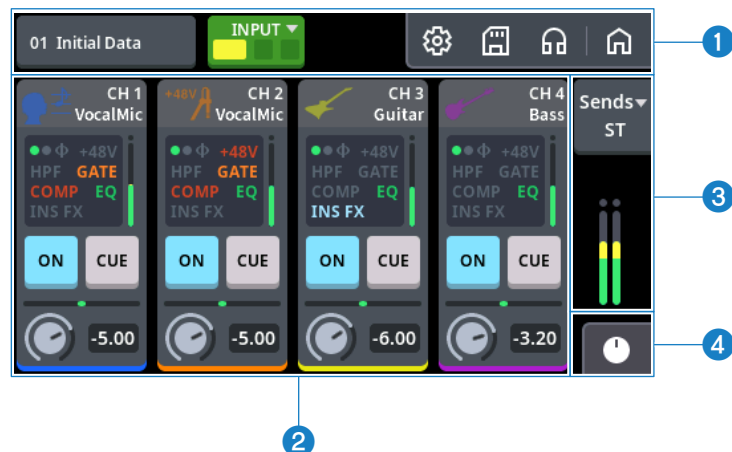 01 Initial Data
INPUT
1
CH 1
VocalMic
Φ +48V
HPF GATE
COMP EQ
INS FX
ON CUE
-5.00
+48V
CH 2
VocalMic
Φ +48V
HPF GATE
COMP EQ
INS FX
ON CUE
-5.00
CH 3
Guitar
Φ +48V
HPF GATE
COMP EQ
INS FX
ON CUE
-6.00
CH 4
Bass
Φ +48V
HPF GATE
COMP EQ
INS FX
ON CUE
-3.20
Sends
ST
3
4
2